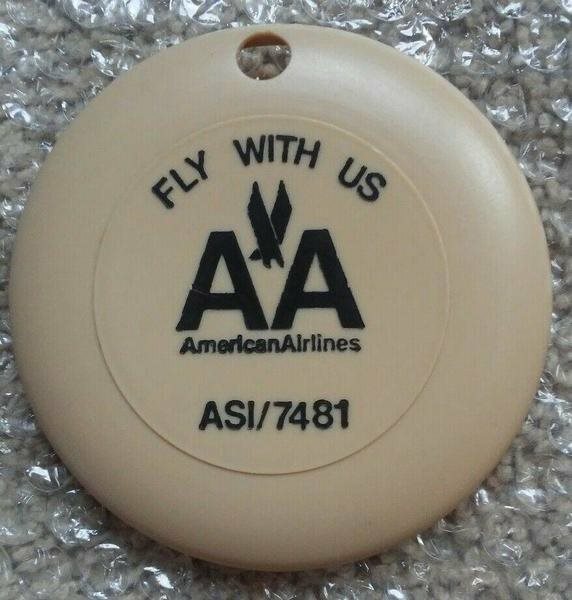 FLY WITH US
AA
AmericanAirlines
ASI/7481